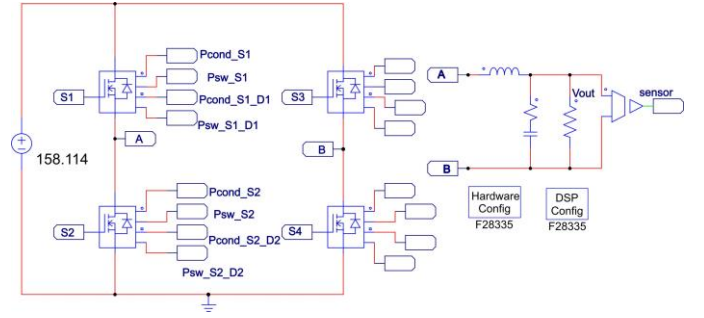 Pcond_S1
Psw_S1
S1
Pcond_S1_D1
Psw_S1_D1
A
158.114
Pcond_S2
Psw_S2
S2
Pcond_S2_D2
Psw_S2_D2
S3
B
S4
A
Vout
sensor
B
Hardware
Config
F28335
DSP
Config
F28335